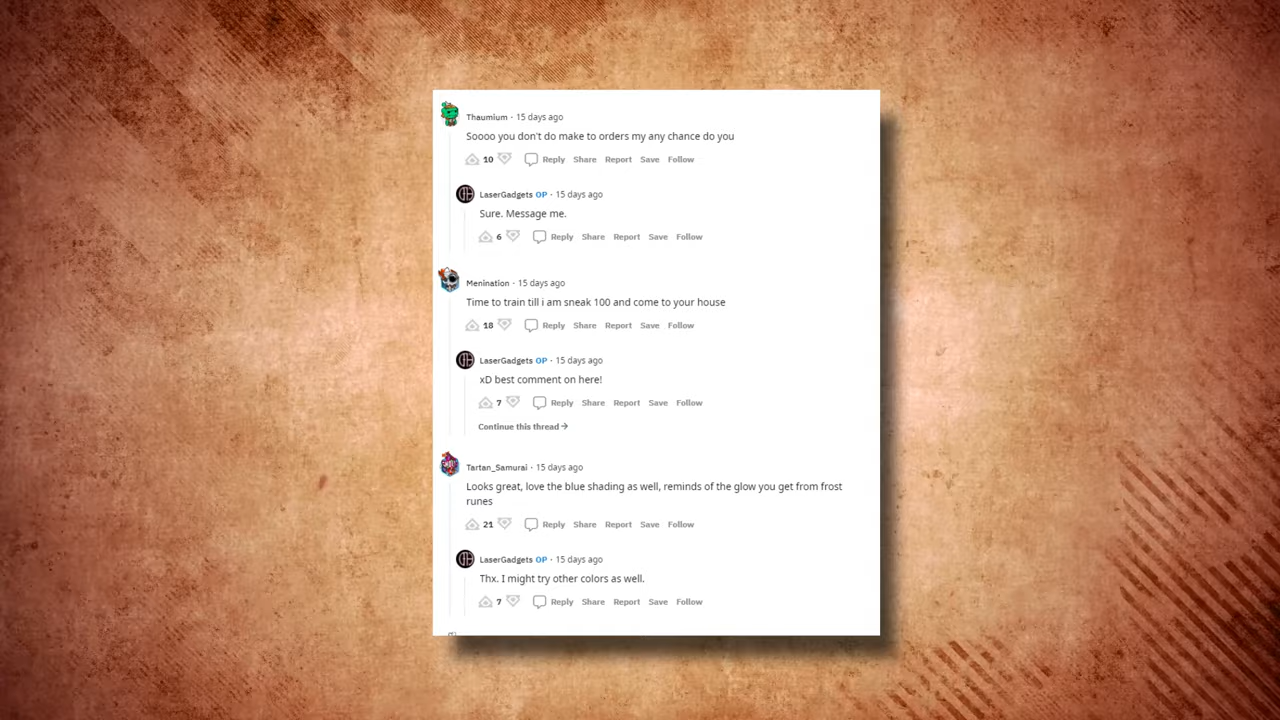 Thaumium · 15 days ago
Soooo you don't do make to orders my any chance do you
10 Reply Share Report Save Follow
LaserGadgets OP · 15 days ago
Sure. Message me.
6 Reply Share Report Save Follow
Menination · 15 days ago
Time to train till i am sneak 100 and come to your house
18 Reply Share Report Save Follow
LaserGadgets OP · 15 days ago
xD best comment on here!
7 Reply Share Report Save Follow
Continue this thread →
Tartan_Samurai · 15 days ago
Looks great, love the blue shading as well, reminds of the glow you get from frost
runes
21 Reply Share Report Save Follow
LaserGadgets OP · 15 days ago
Thx. I might try other colors as well.
7 Reply Share Report Save Follow